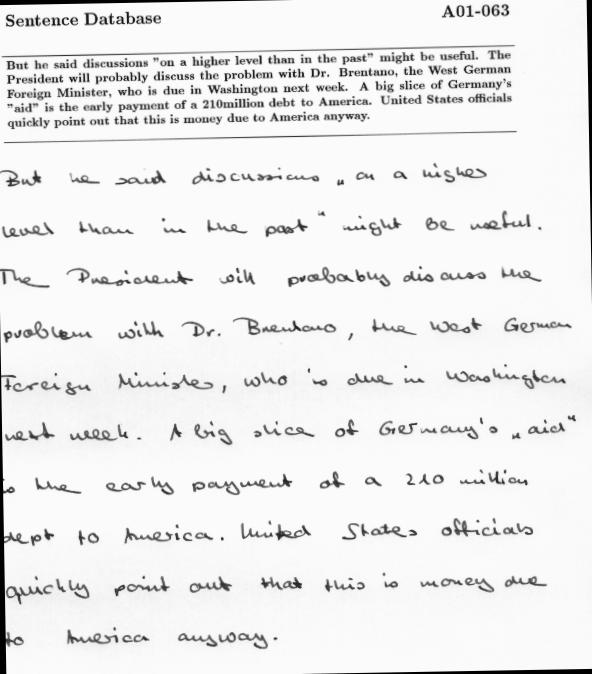 Sentence Database
A01-063
But he said discussions "on a higher level than in the past" might be useful. The
President will probably discuss the problem with Dr. Brentano, the West German
Foreign Minister, who is due in Washington next week. A big slice of Germany's
"aid" is the early payment of a 210million debt to America. United States officials
quickly point out that this is money due to America anyway.
But he said discussions „on a higher
level than in the past" might be useful.
The President will probably discuss the
problem with Dr. Brentano, the West German
Foreign Minister, who is due in Washington
next week. A big slice of Germany's „aid"
is the early payment of a 210 million
dept to America. United States officials
quickly point out that this is money due
to America anyway.